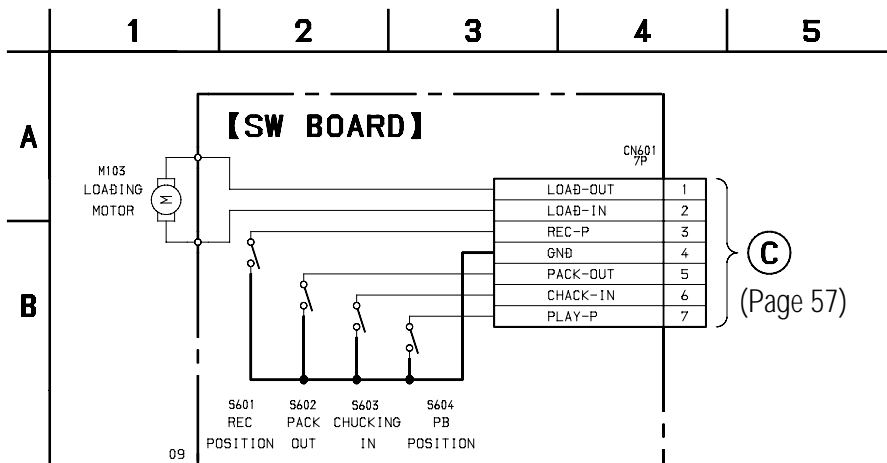 1 2 3 4 5
A
B
【SW BOARD】
CN601
7P
M103
LOADING
MOTOR
M
LOAD-OUT 1
LOAD-IN 2
REC-P 3
GND 4
PACK-OUT 5
CHACK-IN 6
PLAY-P 7
C
(Page 57)
S601 S602 S603 S604
REC PACK CHUCKING PB
POSITION OUT IN POSITION
09